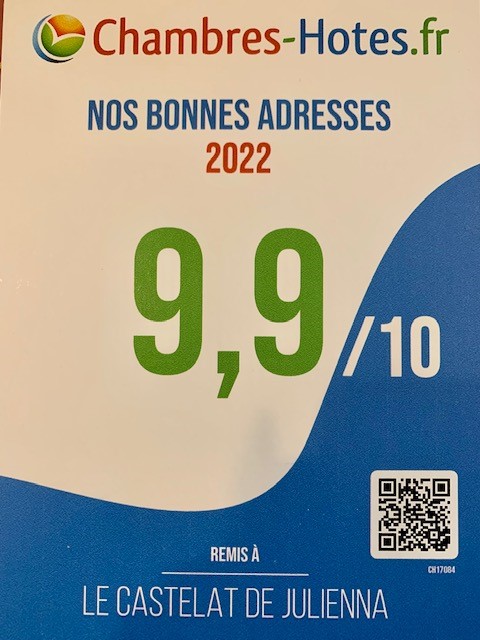 Chambres-Hotes.fr
NOS BONNES ADRESSES
2022
9,9/10
CH17084
REMIS À
LE CASTELAT DE JULIENNA